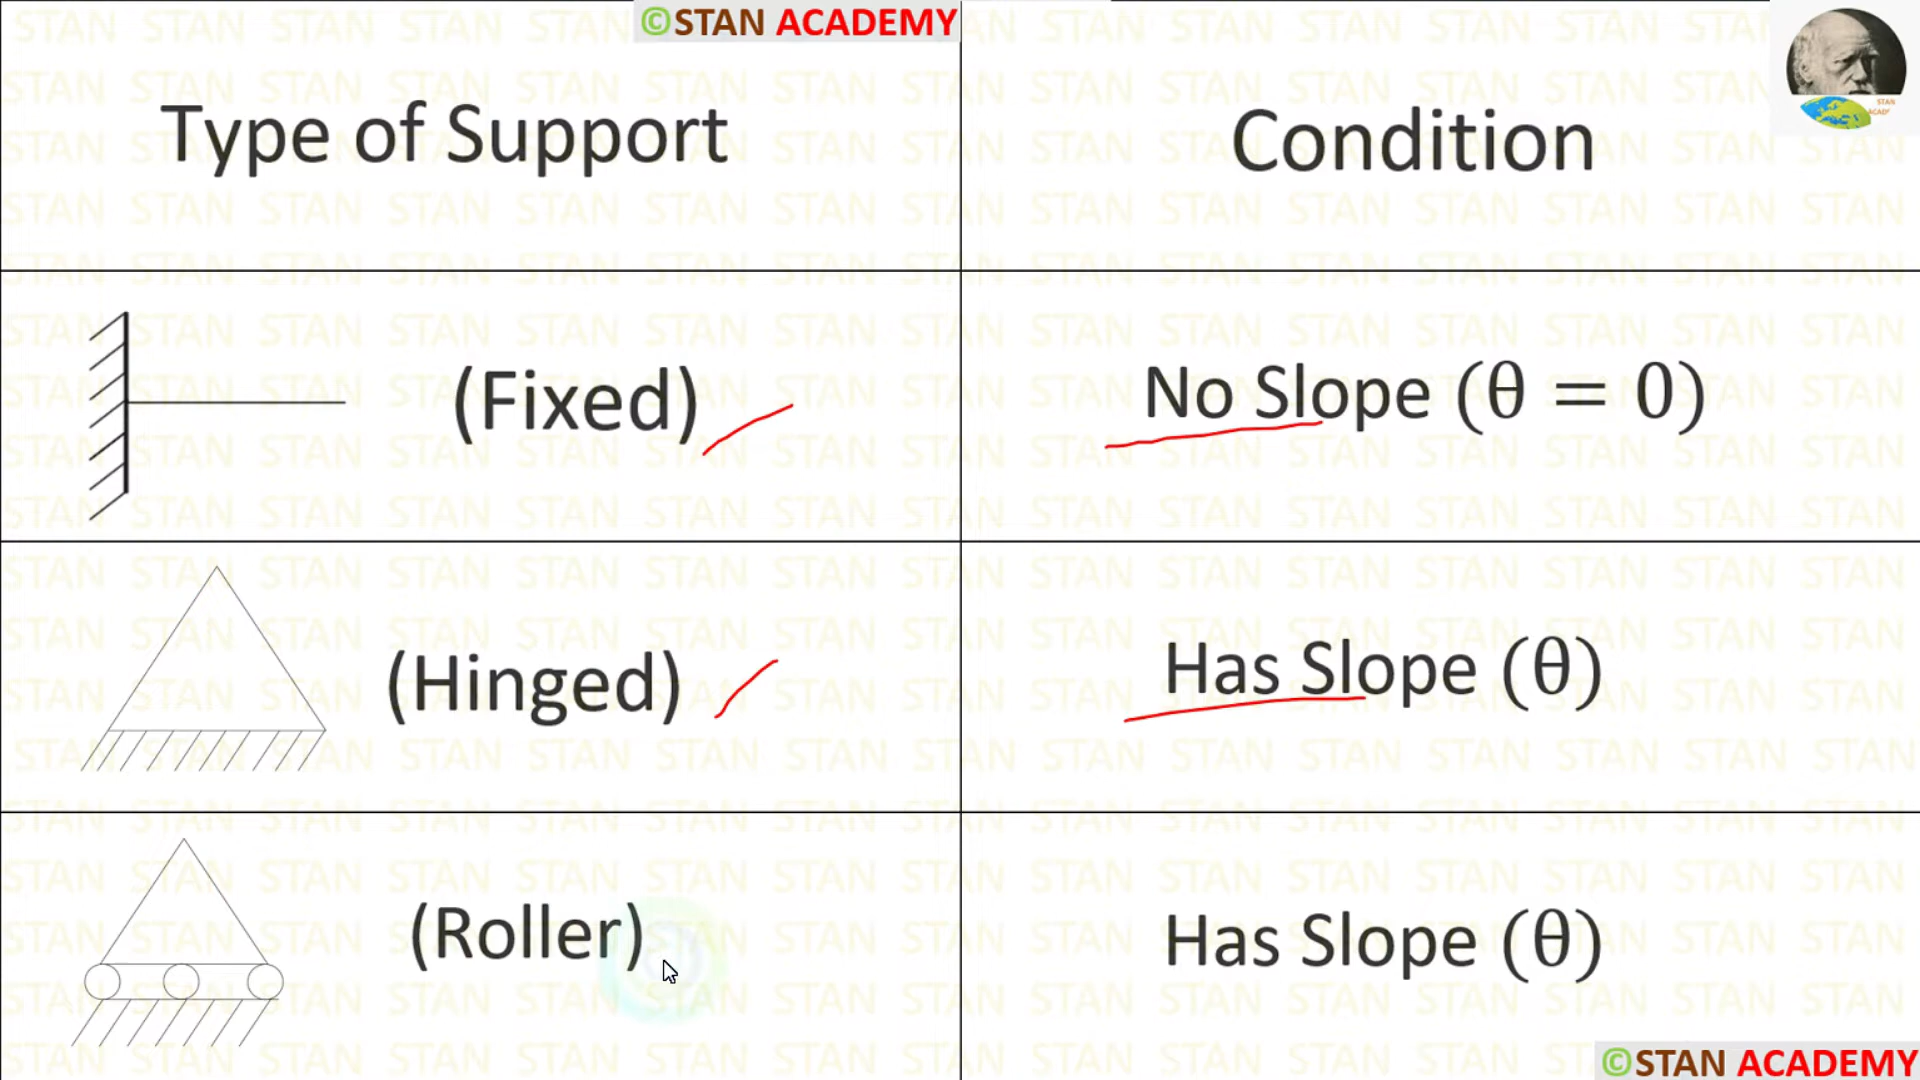 ©STAN ACADEMY
Type of Support
Condition
(Fixed)
No Slope (θ = 0)
(Hinged)
Has Slope (θ)
(Roller)
Has Slope (θ)
©STAN ACADEMY